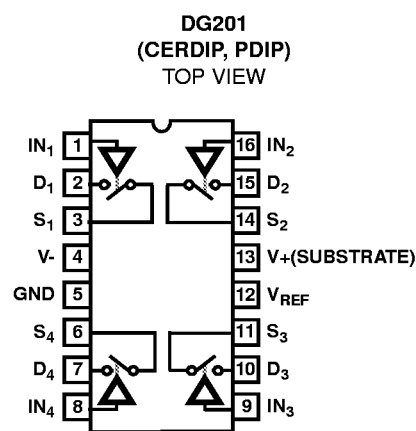 DG201
(CERDIP, PDIP)
TOP VIEW
IN1 1 16 IN2
D1 2 15 D2
S1 3 14 S2
V- 4 13 V+(SUBSTRATE)
GND 5 12 VREF
S4 6 11 S3
D4 7 10 D3
IN4 8 9 IN3